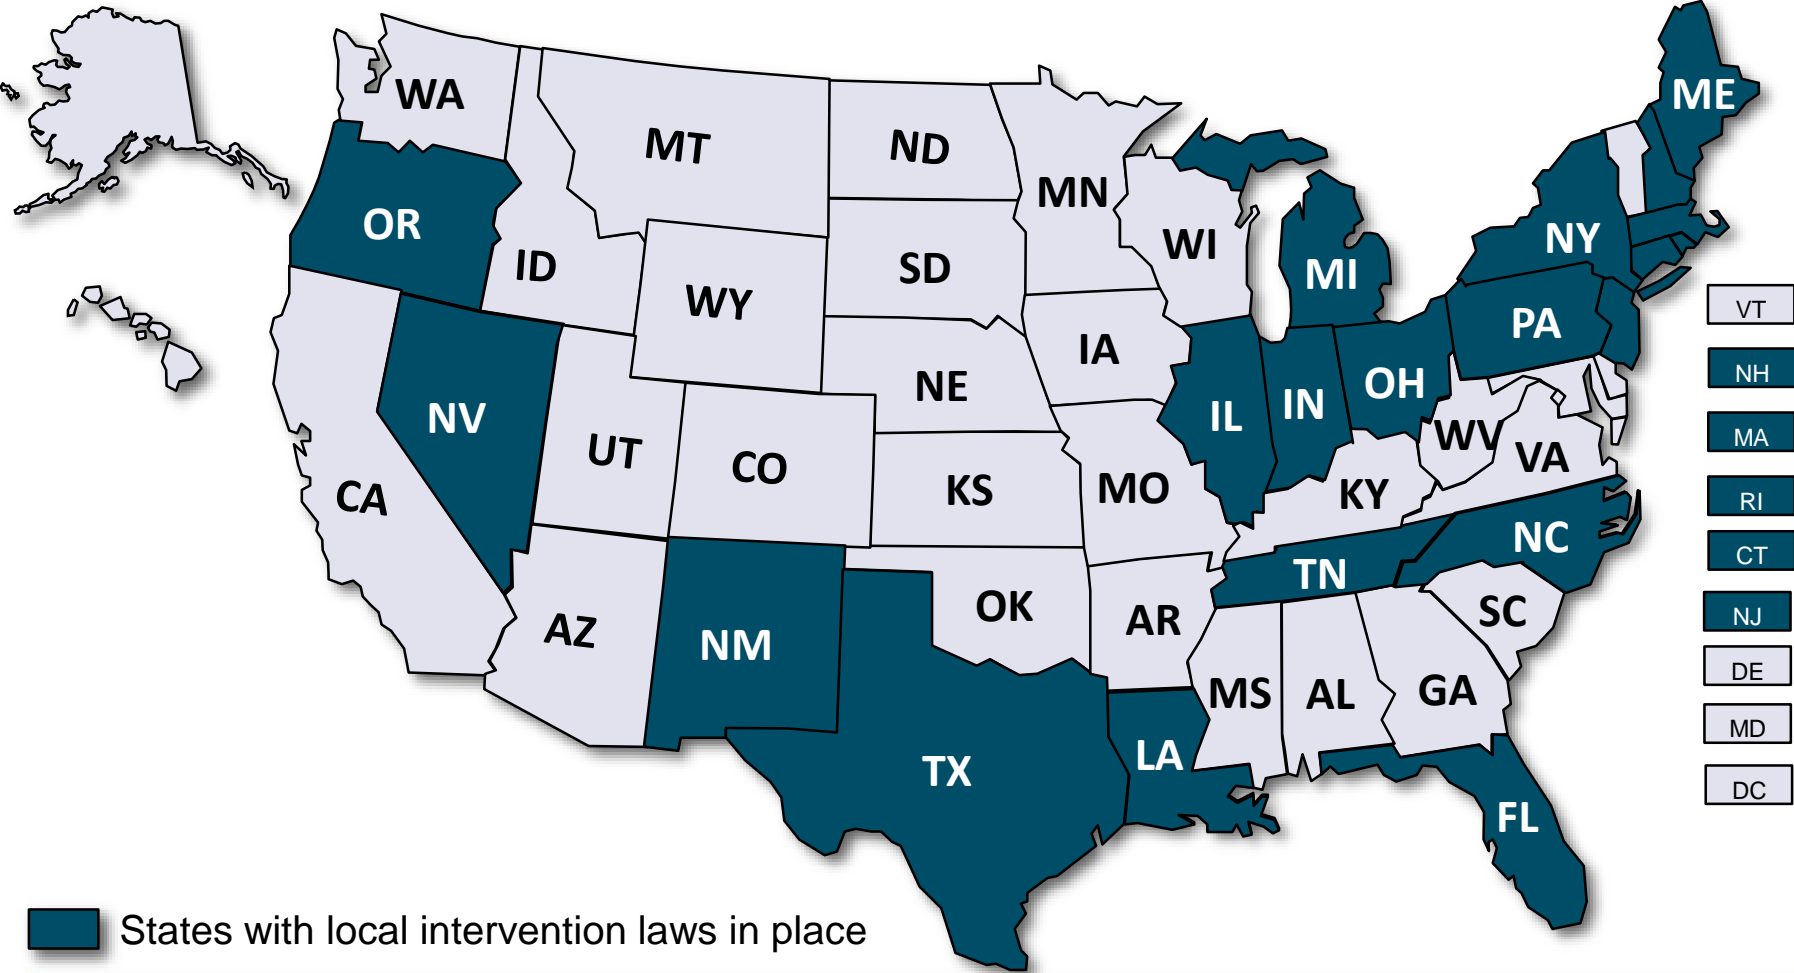 WA
MT
ND
MN
ME
OR
ID
WY
SD
WI
MI
NY
VT
PA
NH
IA
NE
OH
NV
IL
IN
MA
UT
CO
WV
VA
CA
KS
MO
KY
RI
NC
CT
TN
AZ
NM
OK
AR
SC
NJ
MS
AL
GA
DE
MD
TX
LA
DC
FL
States with local intervention laws in place